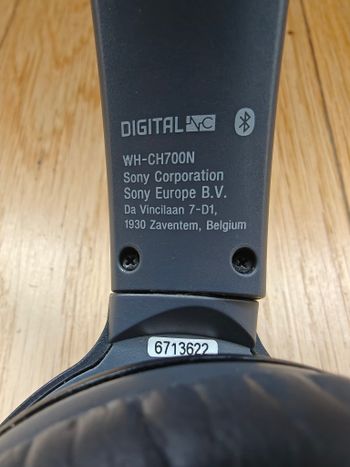 DIGITAL NC
WH-CH700N
Sony Corporation
Sony Europe B.V.
Da Vincilaan 7-D1,
1930 Zaventem, Belgium
6713622